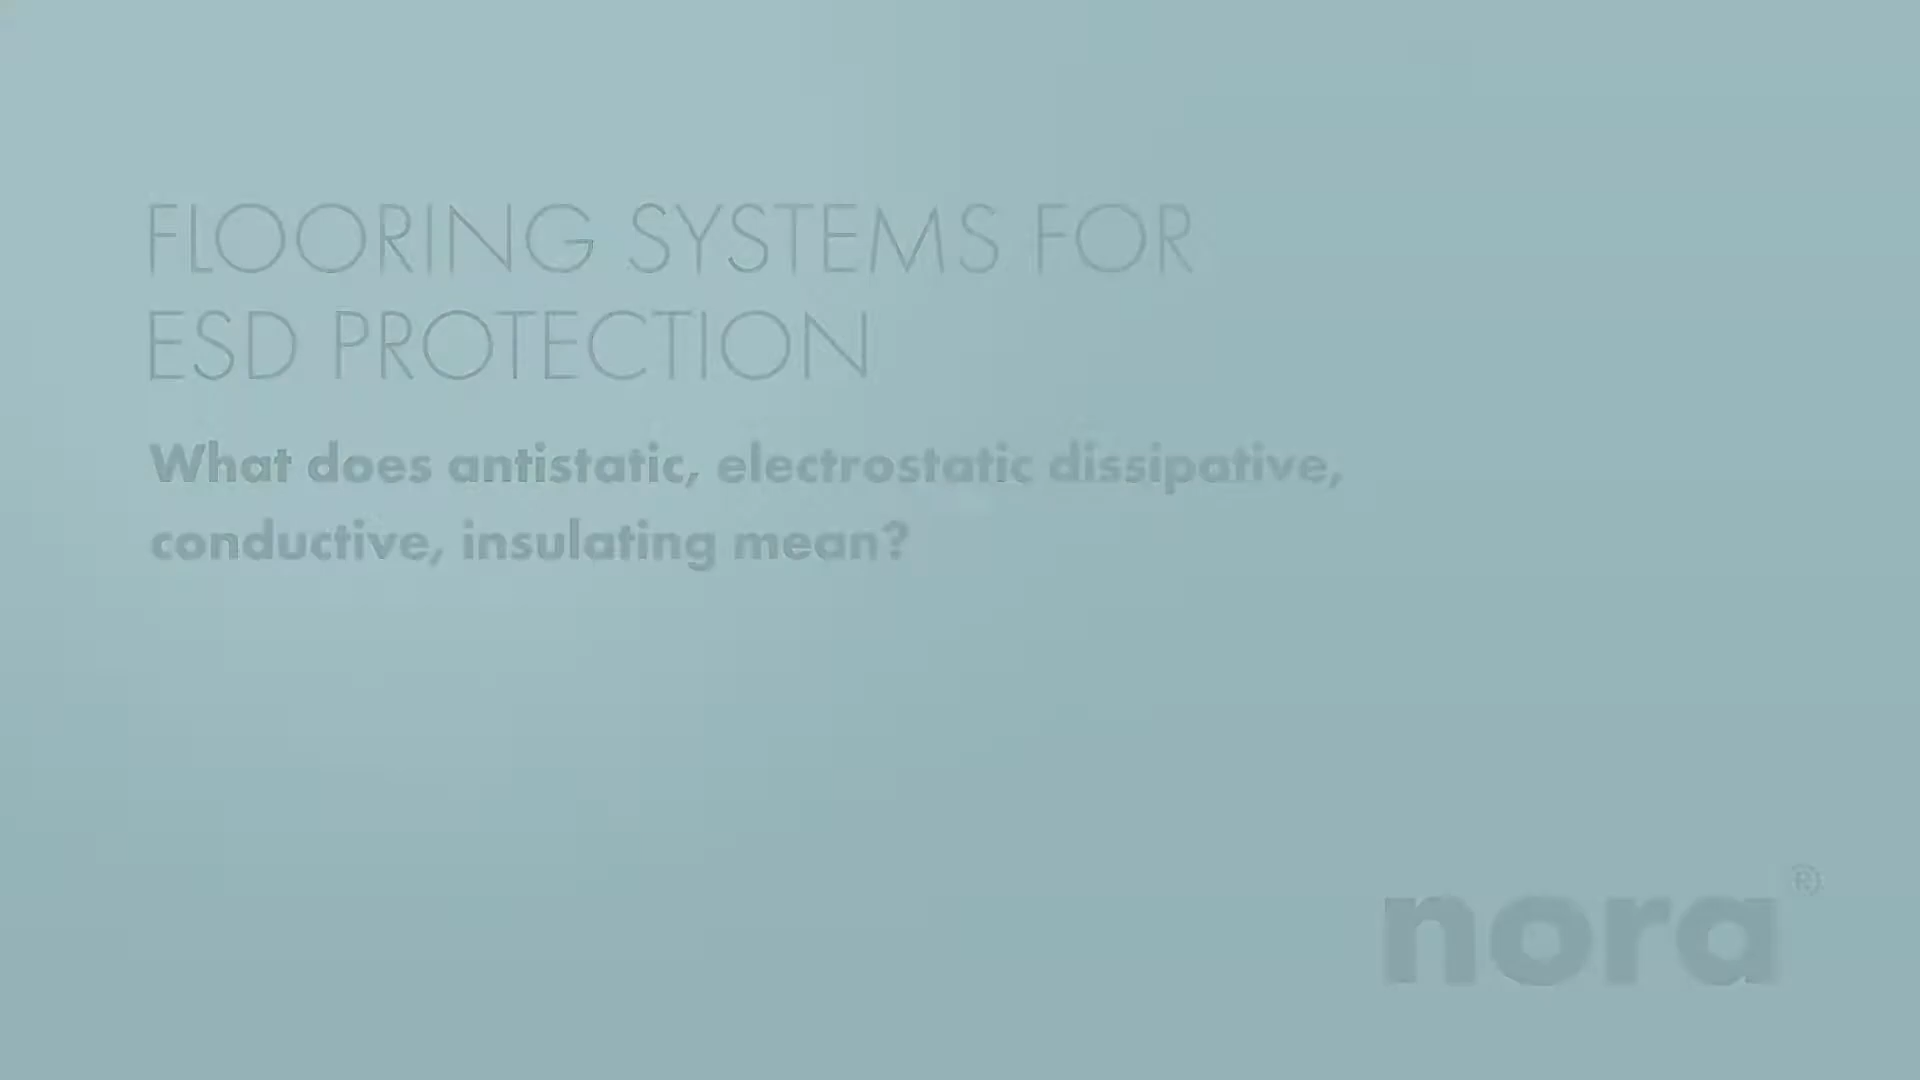 FLOORING SYSTEMS FOR
ESD PROTECTION
What does antistatic, electrostatic dissipative,
conductive, insulating mean?
nora®